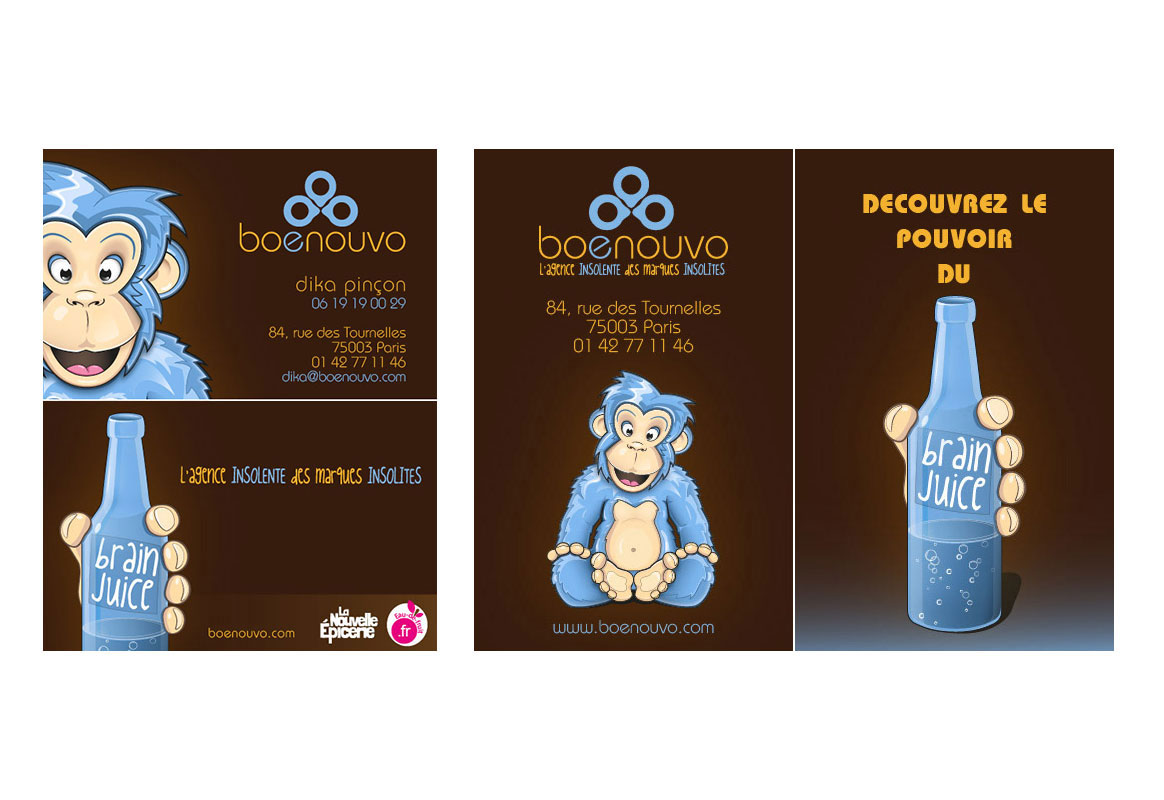 boenouvo
dika pinçon
06 19 19 00 29
84, rue des Tournelles
75003 Paris
01 42 77 11 46
dika@boenouvo.com
L'agence INSOLENTE des marques INSOLITES
brain
juice
boenouvo.com
La
Nouvelle
Épicerie
.fr
boenouvo
L'agence INSOLENTE des marques INSOLITES
84, rue des Tournelles
75003 Paris
01 42 77 11 46
www.boenouvo.com
DECOUVREZ LE
POUVOIR
DU
brain
juice